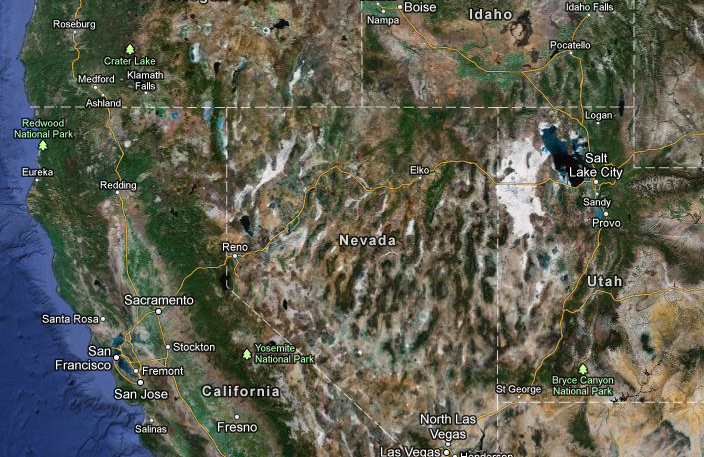 Roseburg
Crater Lake
Medford
Klamath
Falls
Ashland
Boise
Nampa
Idaho
Idaho Falls
Pocatello
Logan
Redwood
National Park
Eureka
Redding
Elko
Salt
Lake City
Sandy
Provo
Reno
Nevada
Utah
Sacramento
Santa Rosa
San
Francisco
Stockton
Fremont
San Jose
Yosemite
National Park
California
Salinas
Fresno
St George
Bryce Canyon
National Park
North Las
Vegas
Las Vegas
Henderson